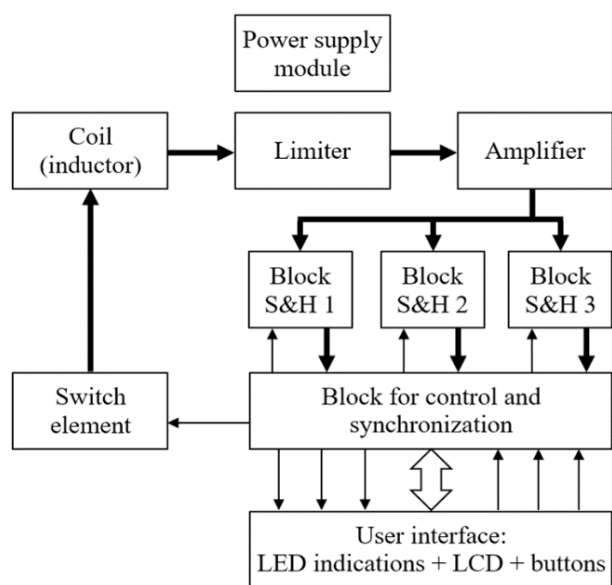 Power supply
module
Coil
(inductor)
Limiter
Amplifier
Block
S&H 1
Block
S&H 2
Block
S&H 3
Switch
element
Block for control and
synchronization
User interface:
LED indications + LCD + buttons